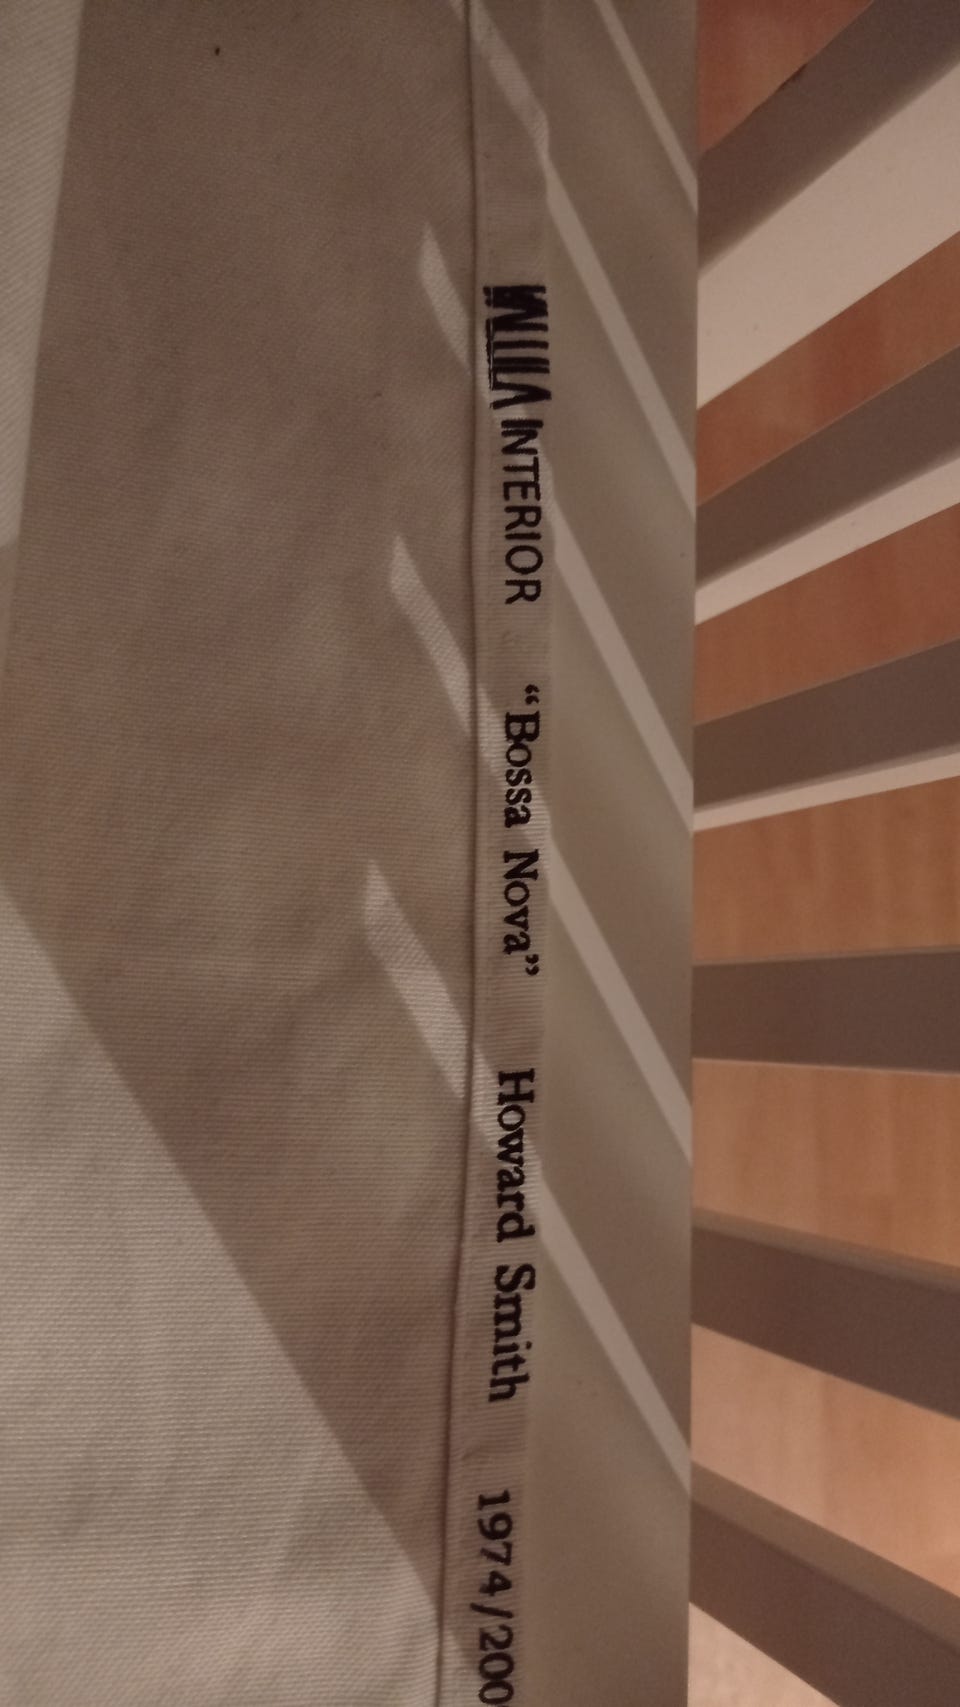 VALLILA INTERIOR "Bossa Nova" Howard Smith 1974/200